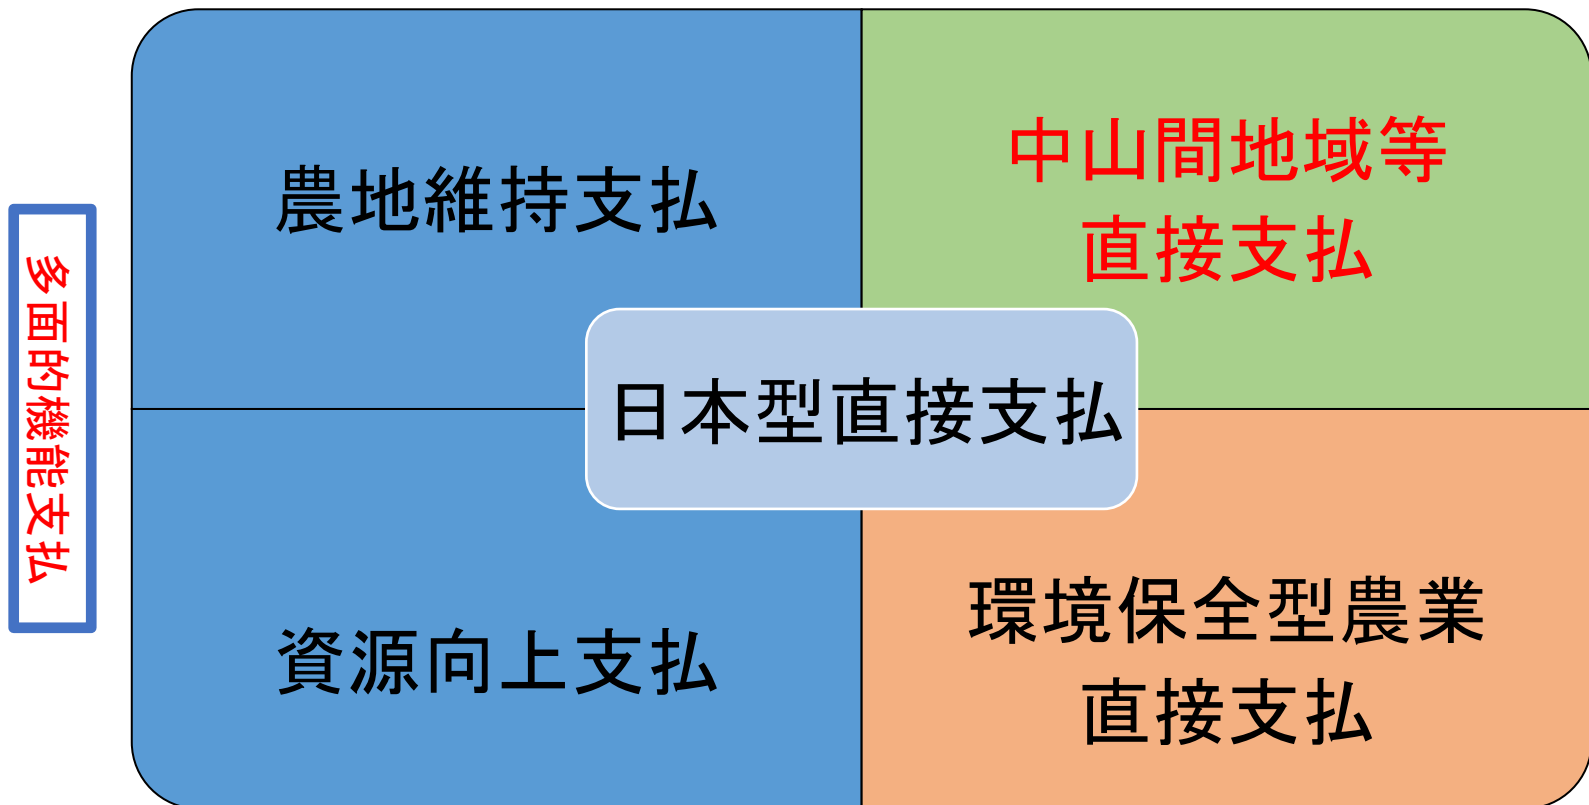 多面的機能支払
農地維持支払
中山間地域等
直接支払
日本型直接支払
資源向上支払
環境保全型農業
直接支払